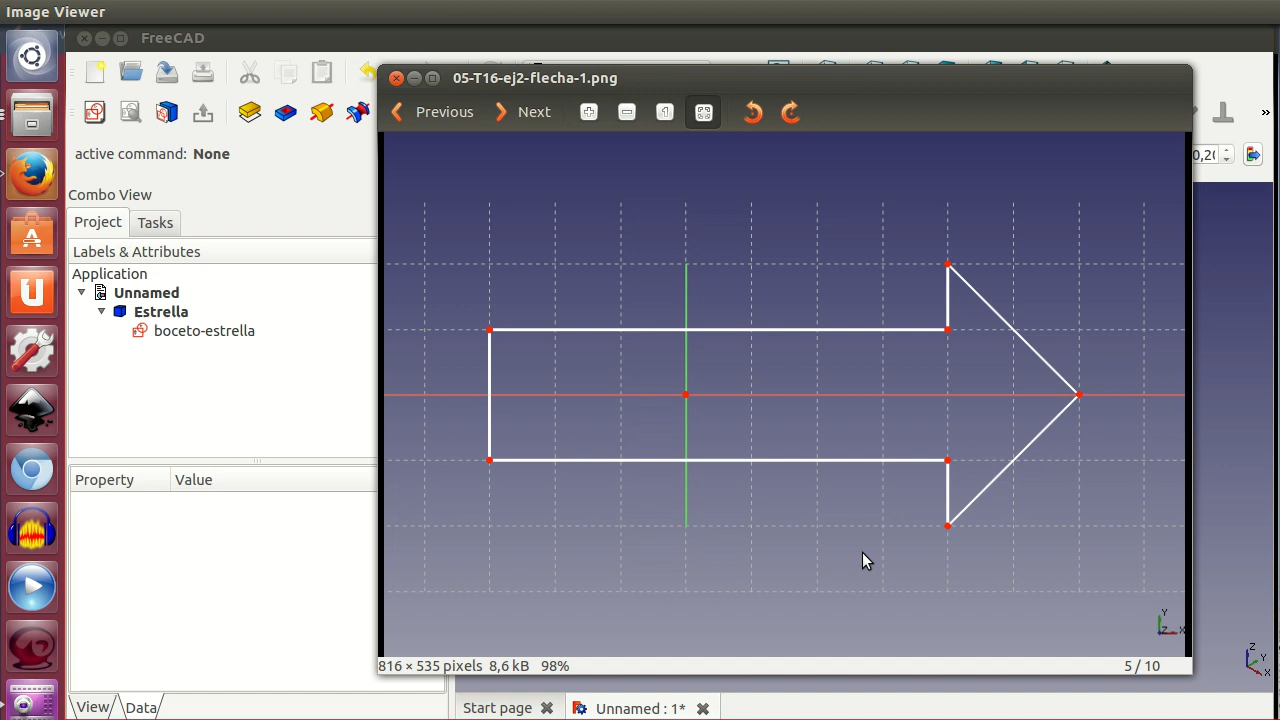 Image Viewer
FreeCAD
05-T16-ej2-flecha-1.png
Previous
Next
active command: None
0,20
Combo View
Project
Tasks
Labels & Attributes
Application
Unnamed
Estrella
boceto-estrella
Property
Value
Y
Z
X
Z
Y
X
816 × 535 pixels 8,6 kB 98%
5 / 10
View
Data
Start page
Unnamed : 1*